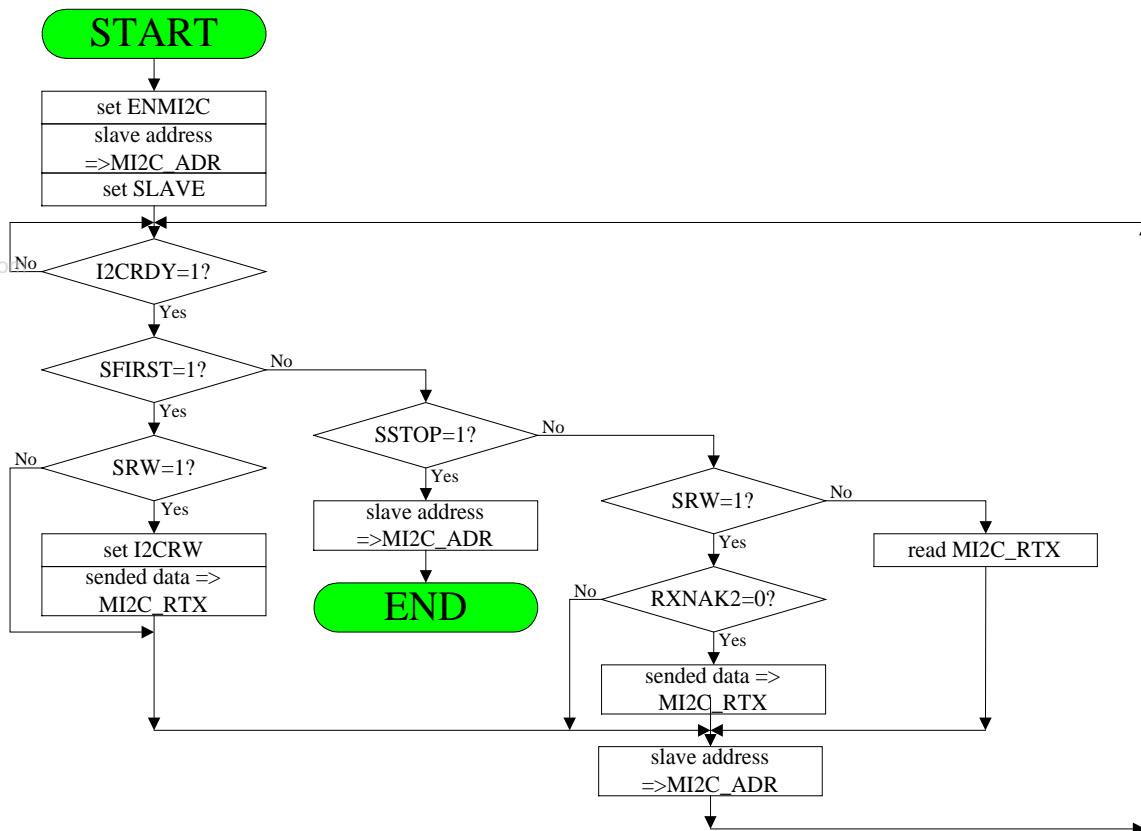 START
set ENMI2C
slave address
=>MI2C_ADR
set SLAVE
No
I2CRDY=1?
Yes
SFIRST=1?
No
Yes
SSTOP=1?
No
No
SRW=1?
Yes
Yes
SRW=1?
No
slave address
=>MI2C_ADR
set I2CRW
sended data =>
MI2C_RTX
Yes
read MI2C_RTX
END
No
RXNAK2=0?
Yes
sended data =>
MI2C_RTX
slave address
=>MI2C_ADR